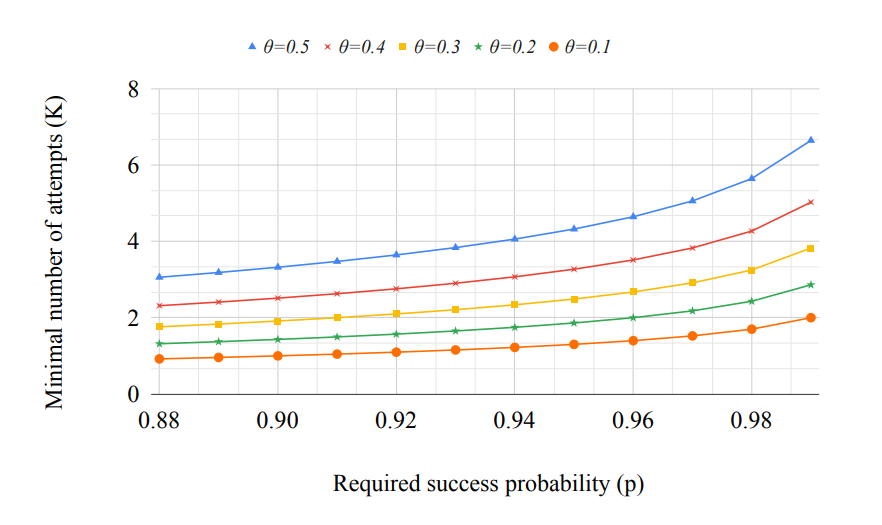 θ=0.5 θ=0.4 θ=0.3 θ=0.2 θ=0.1
Minimal number of attempts (K)
8
6
4
2
0
0.88 0.90 0.92 0.94 0.96 0.98
Required success probability (p)